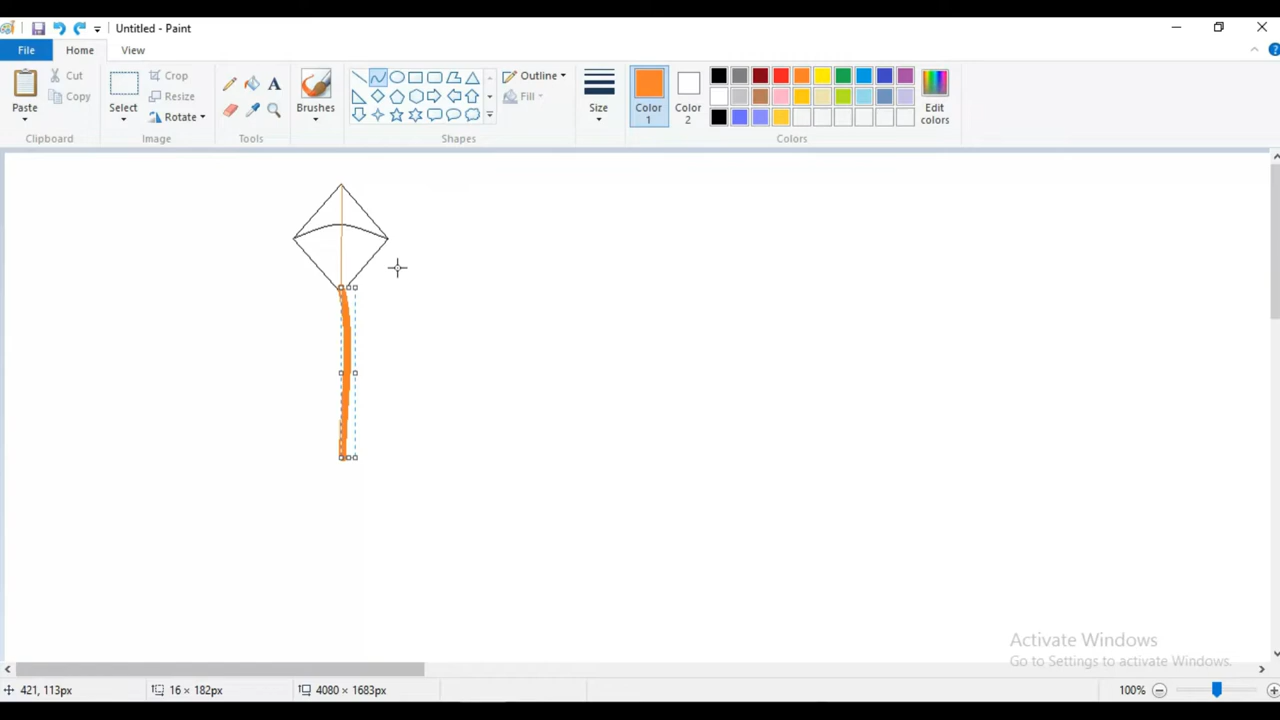 Untitled - Paint
File Home View ?
Paste Cut Copy Select Crop Resize Rotate A Brushes Outline Fill Size Color 1 Color 2 Edit colors
Clipboard Image Tools Shapes Colors
Activate Windows
Go to Settings to activate Windows.
421, 113px 16 × 182px 4080 × 1683px 100%